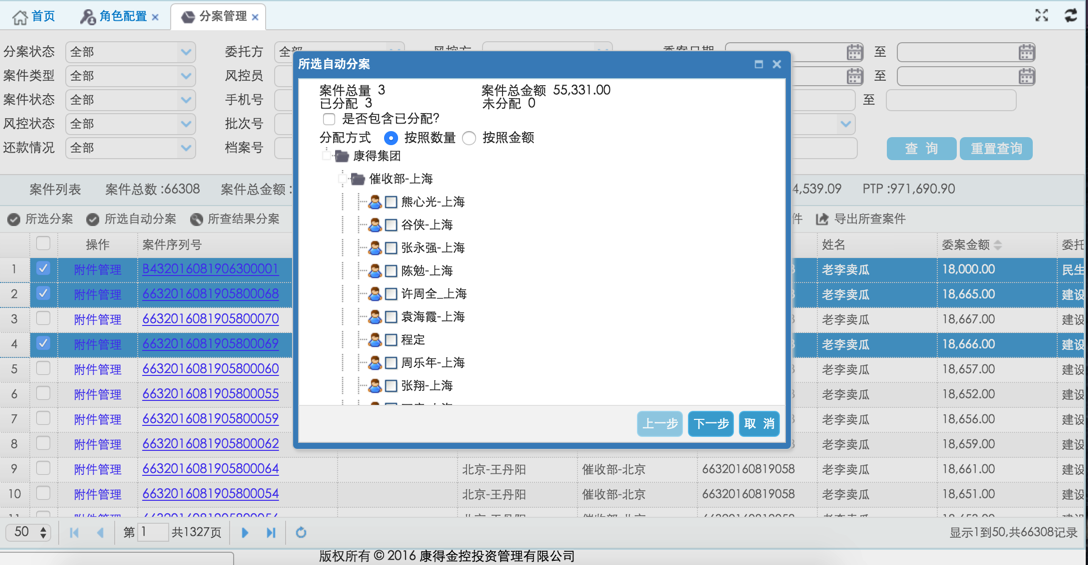 首页 角色配置 × 分案管理 ×
分案状态 全部 委托方 全部 风控方 委案日期 至
案件类型 全部 风控员 至
案件状态 全部 手机号 至
风控状态 全部 批次号
还款情况 全部 档案号 查 询 重置查询
案件列表 案件总数 :66308 案件总金额 : 4,539.09 PTP :971,690.90
所选分案 所选自动分案 所查结果分案 件 导出所查案件
操作 案件序列号 姓名 委案金额 委托
1 附件管理 B432016081906300001 老李卖瓜 18,000.00 民生
2 附件管理 6632016081905800068 老李卖瓜 18,665.00 建设
3 附件管理 6632016081905800070 老李卖瓜 18,667.00 建设
4 附件管理 6632016081905800069 老李卖瓜 18,666.00 建设
5 附件管理 6632016081905800060 老李卖瓜 18,657.00 建设
6 附件管理 6632016081905800055 老李卖瓜 18,652.00 建设
7 附件管理 6632016081905800059 老李卖瓜 18,656.00 建设
8 附件管理 6632016081905800062 老李卖瓜 18,659.00 建设
9 附件管理 6632016081905800064 北京-王丹阳 催收部-北京 66320160819058 老李卖瓜 18,661.00 建设
10 附件管理 6632016081905800054 北京-王丹阳 催收部-北京 66320160819058 老李卖瓜 18,651.00 建设
50 第 1 共1327页 显示1到50,共66308记录
版权所有 © 2016 康得金控投资管理有限公司
所选自动分案
案件总量 3 案件总金额 55,331.00
已分配 3 未分配 0
是否包含已分配?
分配方式 按照数量 按照金额
康得集团
催收部-上海
熊心光-上海
谷侠-上海
张永强-上海
陈勉-上海
许周全_上海
袁海霞-上海
程定
周乐年-上海
张翔-上海
上一步 下一步 取 消